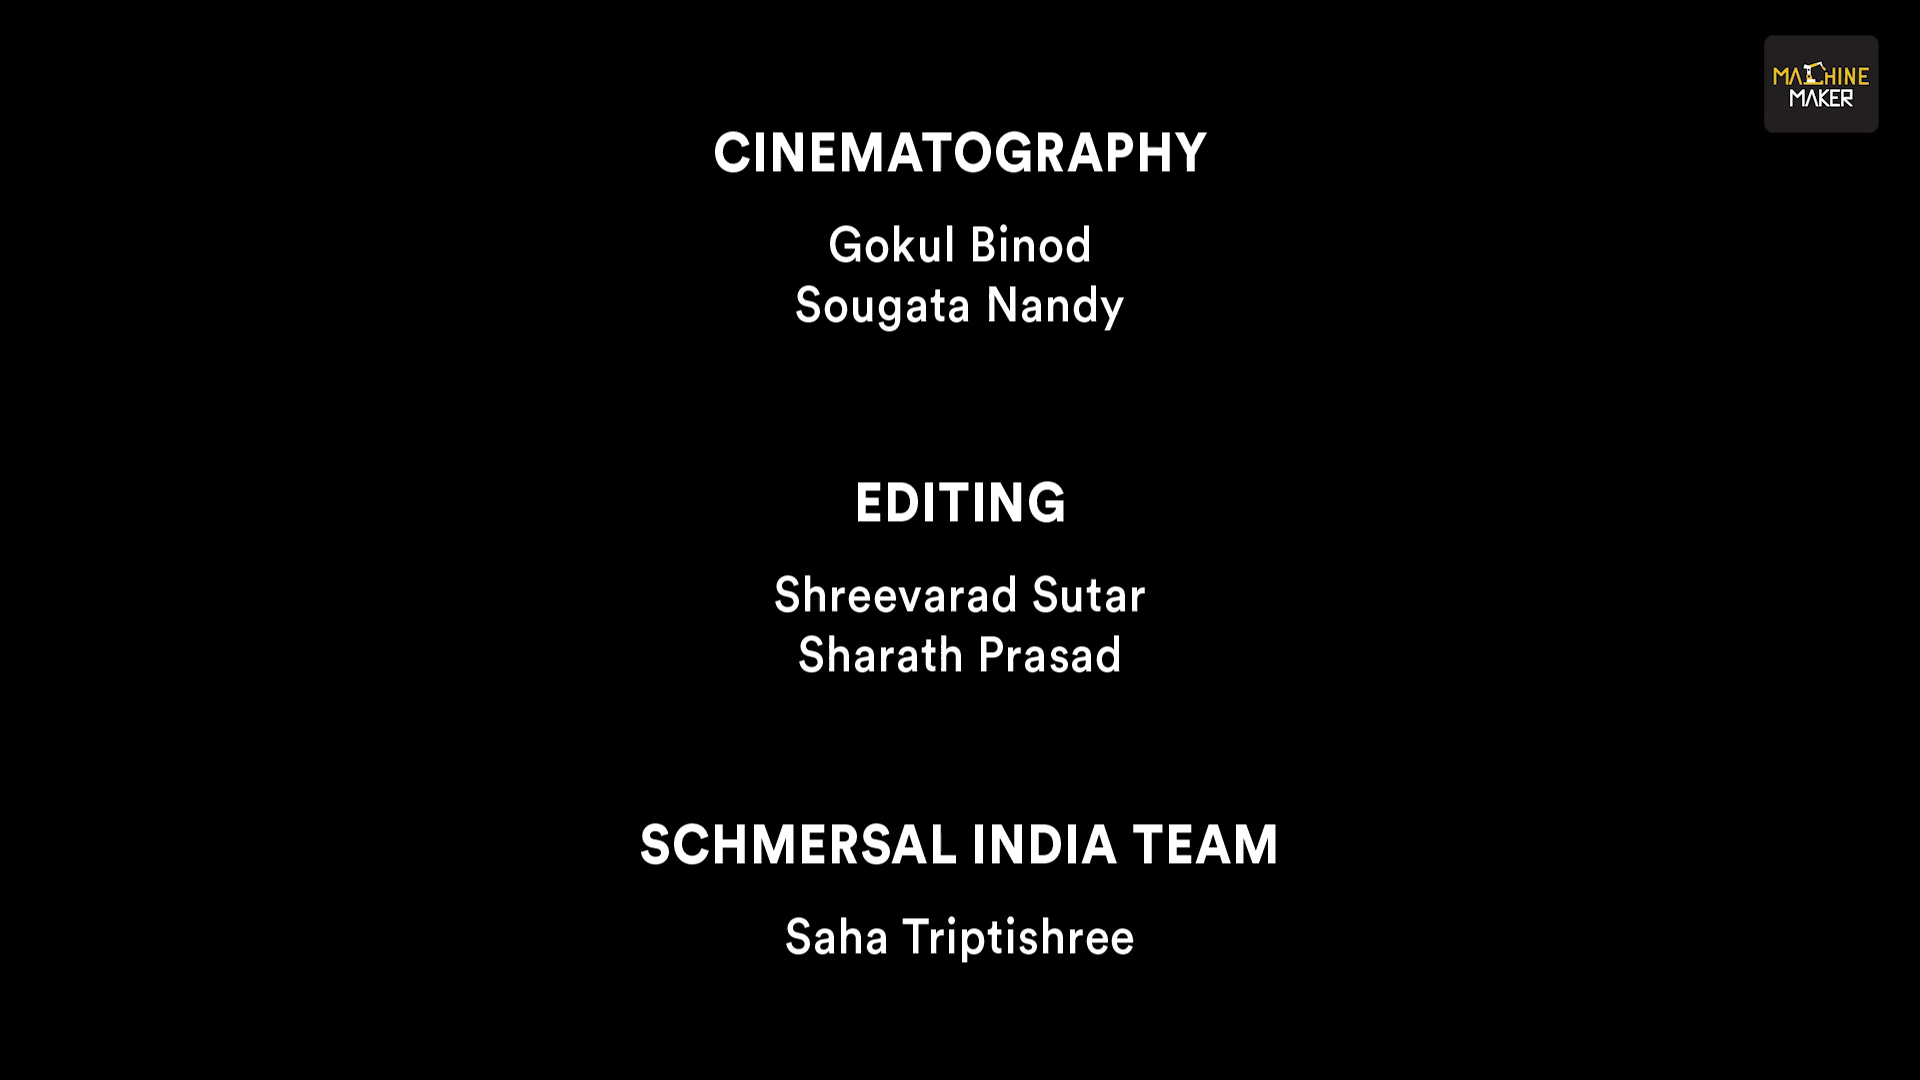 MACHINE
MAKER
CINEMATOGRAPHY
Gokul Binod
Sougata Nandy
EDITING
Shreevarad Sutar
Sharath Prasad
SCHMERSAL INDIA TEAM
Saha Triptishree